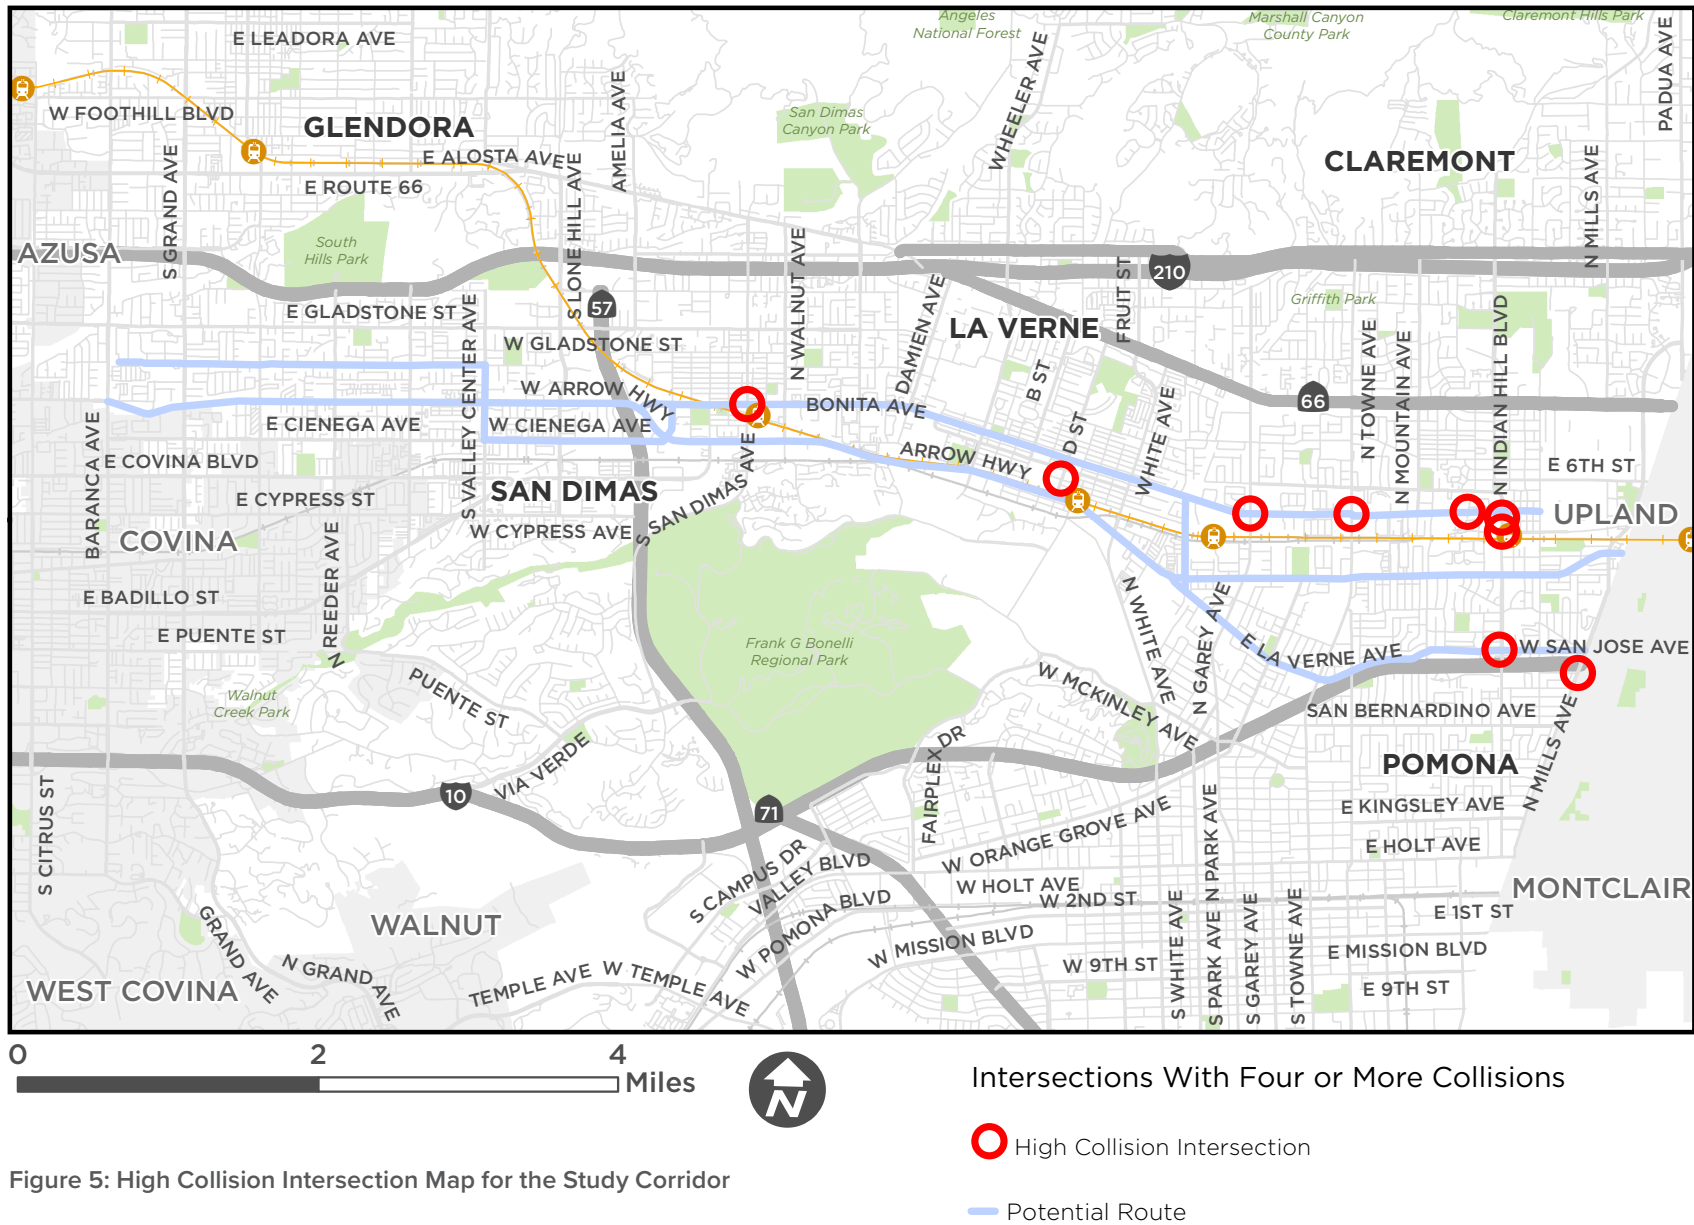 E LEADORA AVE
Angeles
National Forest
Marshall Canyon
County Park
Claremont Hills Park
PADUA AVE
WHEELER AVE
AMELIA AVE
W FOOTHILL BLVD
GLENDORA
San Dimas
Canyon Park
E ALOSTA AVE
E ROUTE 66
CLAREMONT
S GRAND AVE
S LONE HILL AVE
N MILLS AVE
AZUSA
South
Hills Park
N WALNUT AVE
210
FRUIT ST
Griffith Park
E GLADSTONE ST
57
LA VERNE
DAMIEN AVE
N INDIAN HILL BLVD
S VALLEY CENTER AVE
W GLADSTONE ST
N TOWNE AVE
N MOUNTAIN AVE
B ST
W ARROW HWY
BONITA AVE
66
WHITE AVE
D ST
BARANCA AVE
E CIENEGA AVE
W CIENEGA AVE
E COVINA BLVD
ARROW HWY
E 6TH ST
E CYPRESS ST
SAN DIMAS
S SAN DIMAS AVE
W CYPRESS AVE
UPLAND
COVINA
N REEDER AVE
E BADILLO ST
E PUENTE ST
Frank G Bonelli
Regional Park
N WHITE AVE
N GAREY AVE
E LA VERNE AVE
W SAN JOSE AVE
Walnut
Creek Park
PUENTE ST
W MCKINLEY AVE
SAN BERNARDINO AVE
VIA VERDE
FAIRPLEX DR
POMONA
N MILLS AVE
S CITRUS ST
10
71
E KINGSLEY AVE
W ORANGE GROVE AVE
N PARK AVE
E HOLT AVE
S CAMPUS DR
VALLEY BLVD
W HOLT AVE
W 2ND ST
MONTCLAIR
WALNUT
GRAND AVE
W POMONA BLVD
E 1ST ST
W MISSION BLVD
E MISSION BLVD
N GRAND AVE
W 9TH ST
S WHITE AVE
S PARK AVE
S GAREY AVE
S TOWNE AVE
WEST COVINA
TEMPLE AVE
W TEMPLE AVE
E 9TH ST
0
2
4
Miles
N
Intersections With Four or More Collisions
High Collision Intersection
Figure 5: High Collision Intersection Map for the Study Corridor
Potential Route